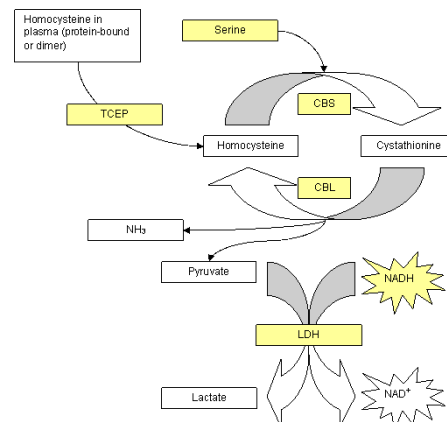 Homocysteine in
plasma (protein-bound
or dimer)
Serine
CBS
TCEP
Homocysteine
Cystathionine
CBL
NH₃
Pyruvate
NADH
LDH
Lactate
NAD⁺